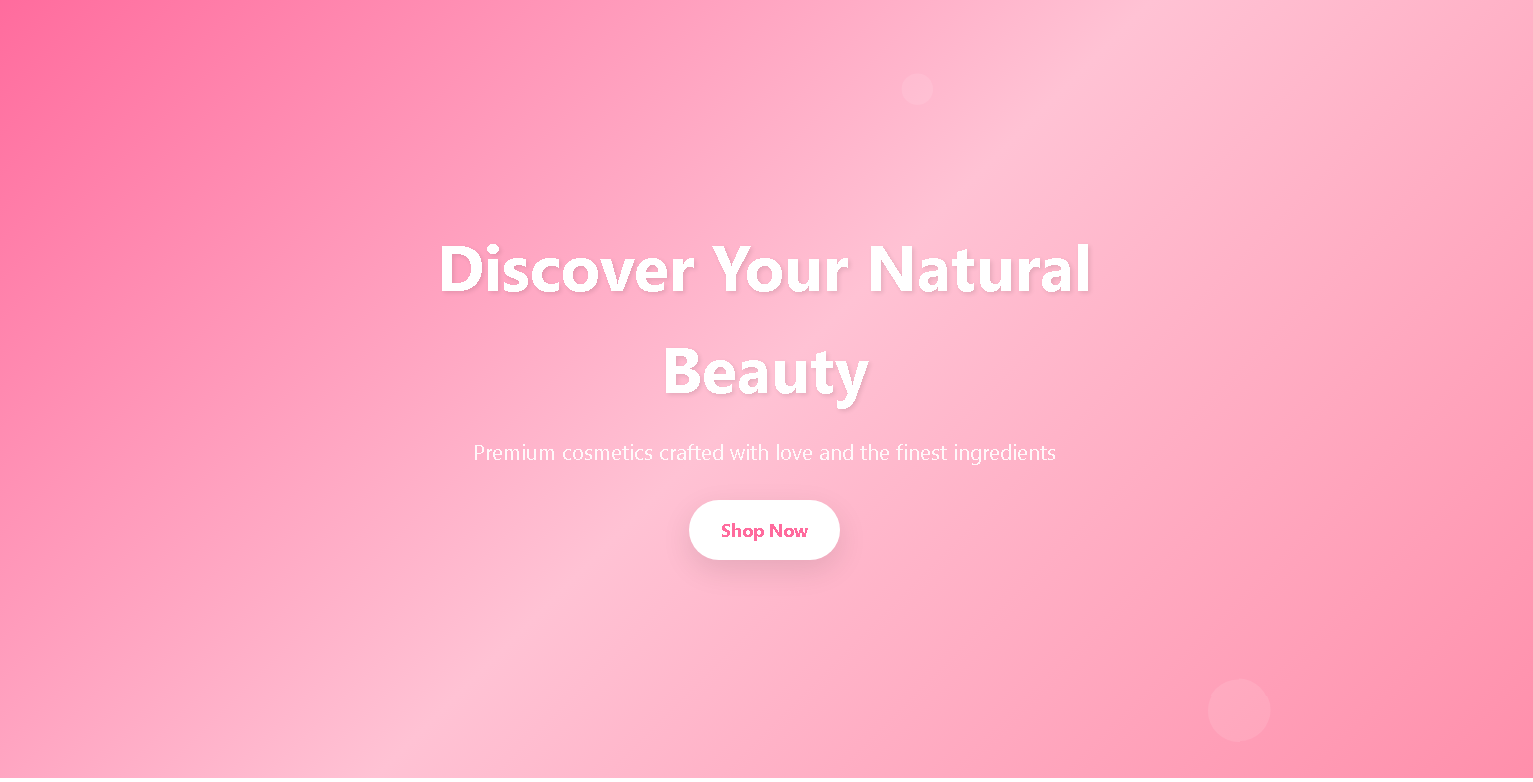 Discover Your Natural
Beauty
Premium cosmetics crafted with love and the finest ingredients
Shop Now